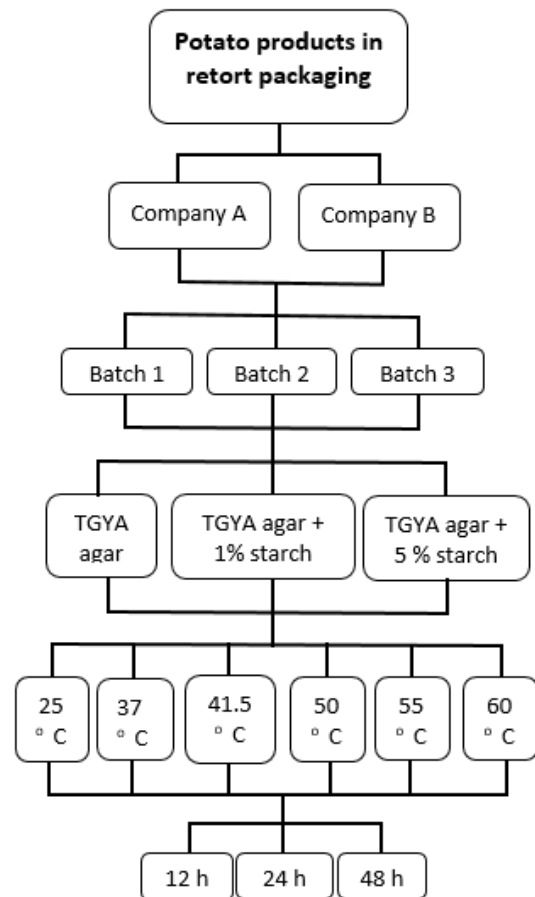 Potato products in
retort packaging
Company A
Company B
Batch 1
Batch 2
Batch 3
TGYA
agar
TGYA agar +
1% starch
TGYA agar +
5 % starch
25
° C
37
° C
41.5
° C
50
° C
55
° C
60
° C
12 h
24 h
48 h